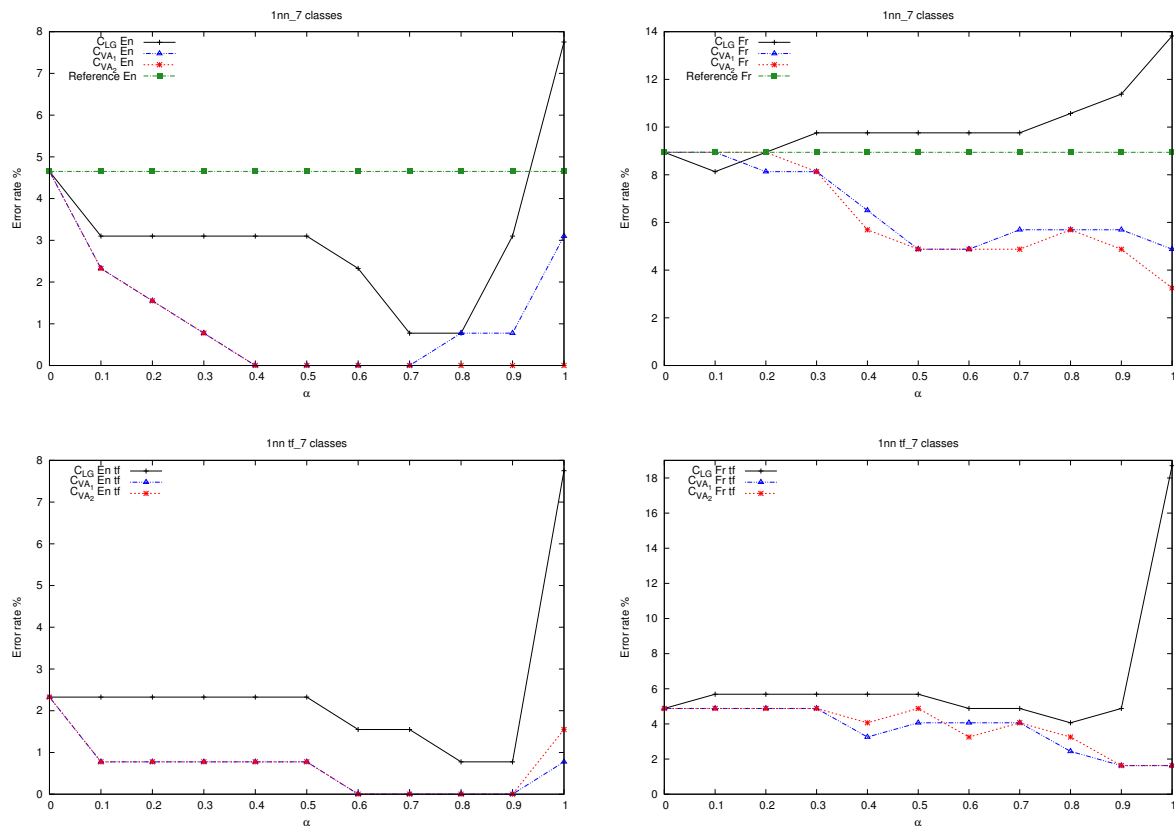 1nn_7 classes
C_LG En
C_VA1 En
C_VA2 En
Reference En
8
7
6
5
4
3
2
1
0
Error rate %
0 0.1 0.2 0.3 0.4 0.5 0.6 0.7 0.8 0.9 1
α
1nn_7 classes
C_LG Fr
C_VA1 Fr
C_VA2 Fr
Reference Fr
14
12
10
8
6
4
2
0
Error rate %
0 0.1 0.2 0.3 0.4 0.5 0.6 0.7 0.8 0.9 1
α
1nn tf_7 classes
C_LG En tf
C_VA1 En tf
C_VA2 En tf
8
7
6
5
4
3
2
1
0
Error rate %
0 0.1 0.2 0.3 0.4 0.5 0.6 0.7 0.8 0.9 1
α
1nn tf_7 classes
C_LG Fr tf
C_VA1 Fr tf
C_VA2 Fr tf
18
16
14
12
10
8
6
4
2
0
Error rate %
0 0.1 0.2 0.3 0.4 0.5 0.6 0.7 0.8 0.9 1
α